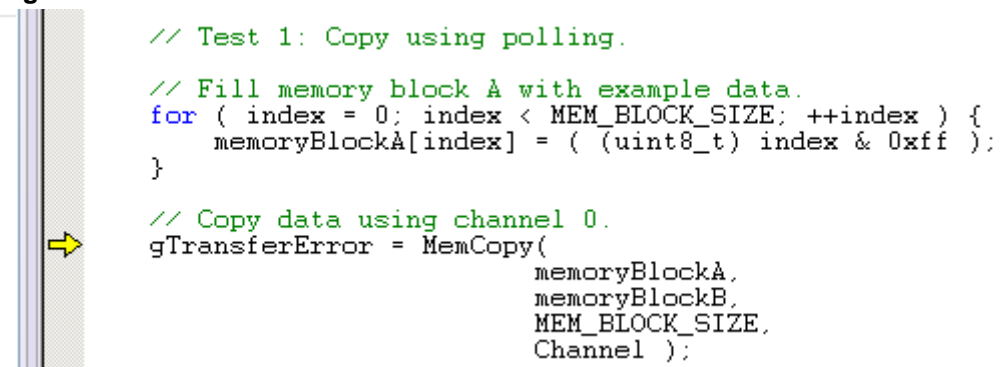 // Test 1: Copy using polling.
// Fill memory block A with example data.
for ( index = 0; index < MEM_BLOCK_SIZE; ++index ) {
memoryBlockA[index] = ( (uint8_t) index & 0xff );
}
// Copy data using channel 0.
gTransferError = MemCopy(
memoryBlockA,
memoryBlockB,
MEM_BLOCK_SIZE,
Channel );